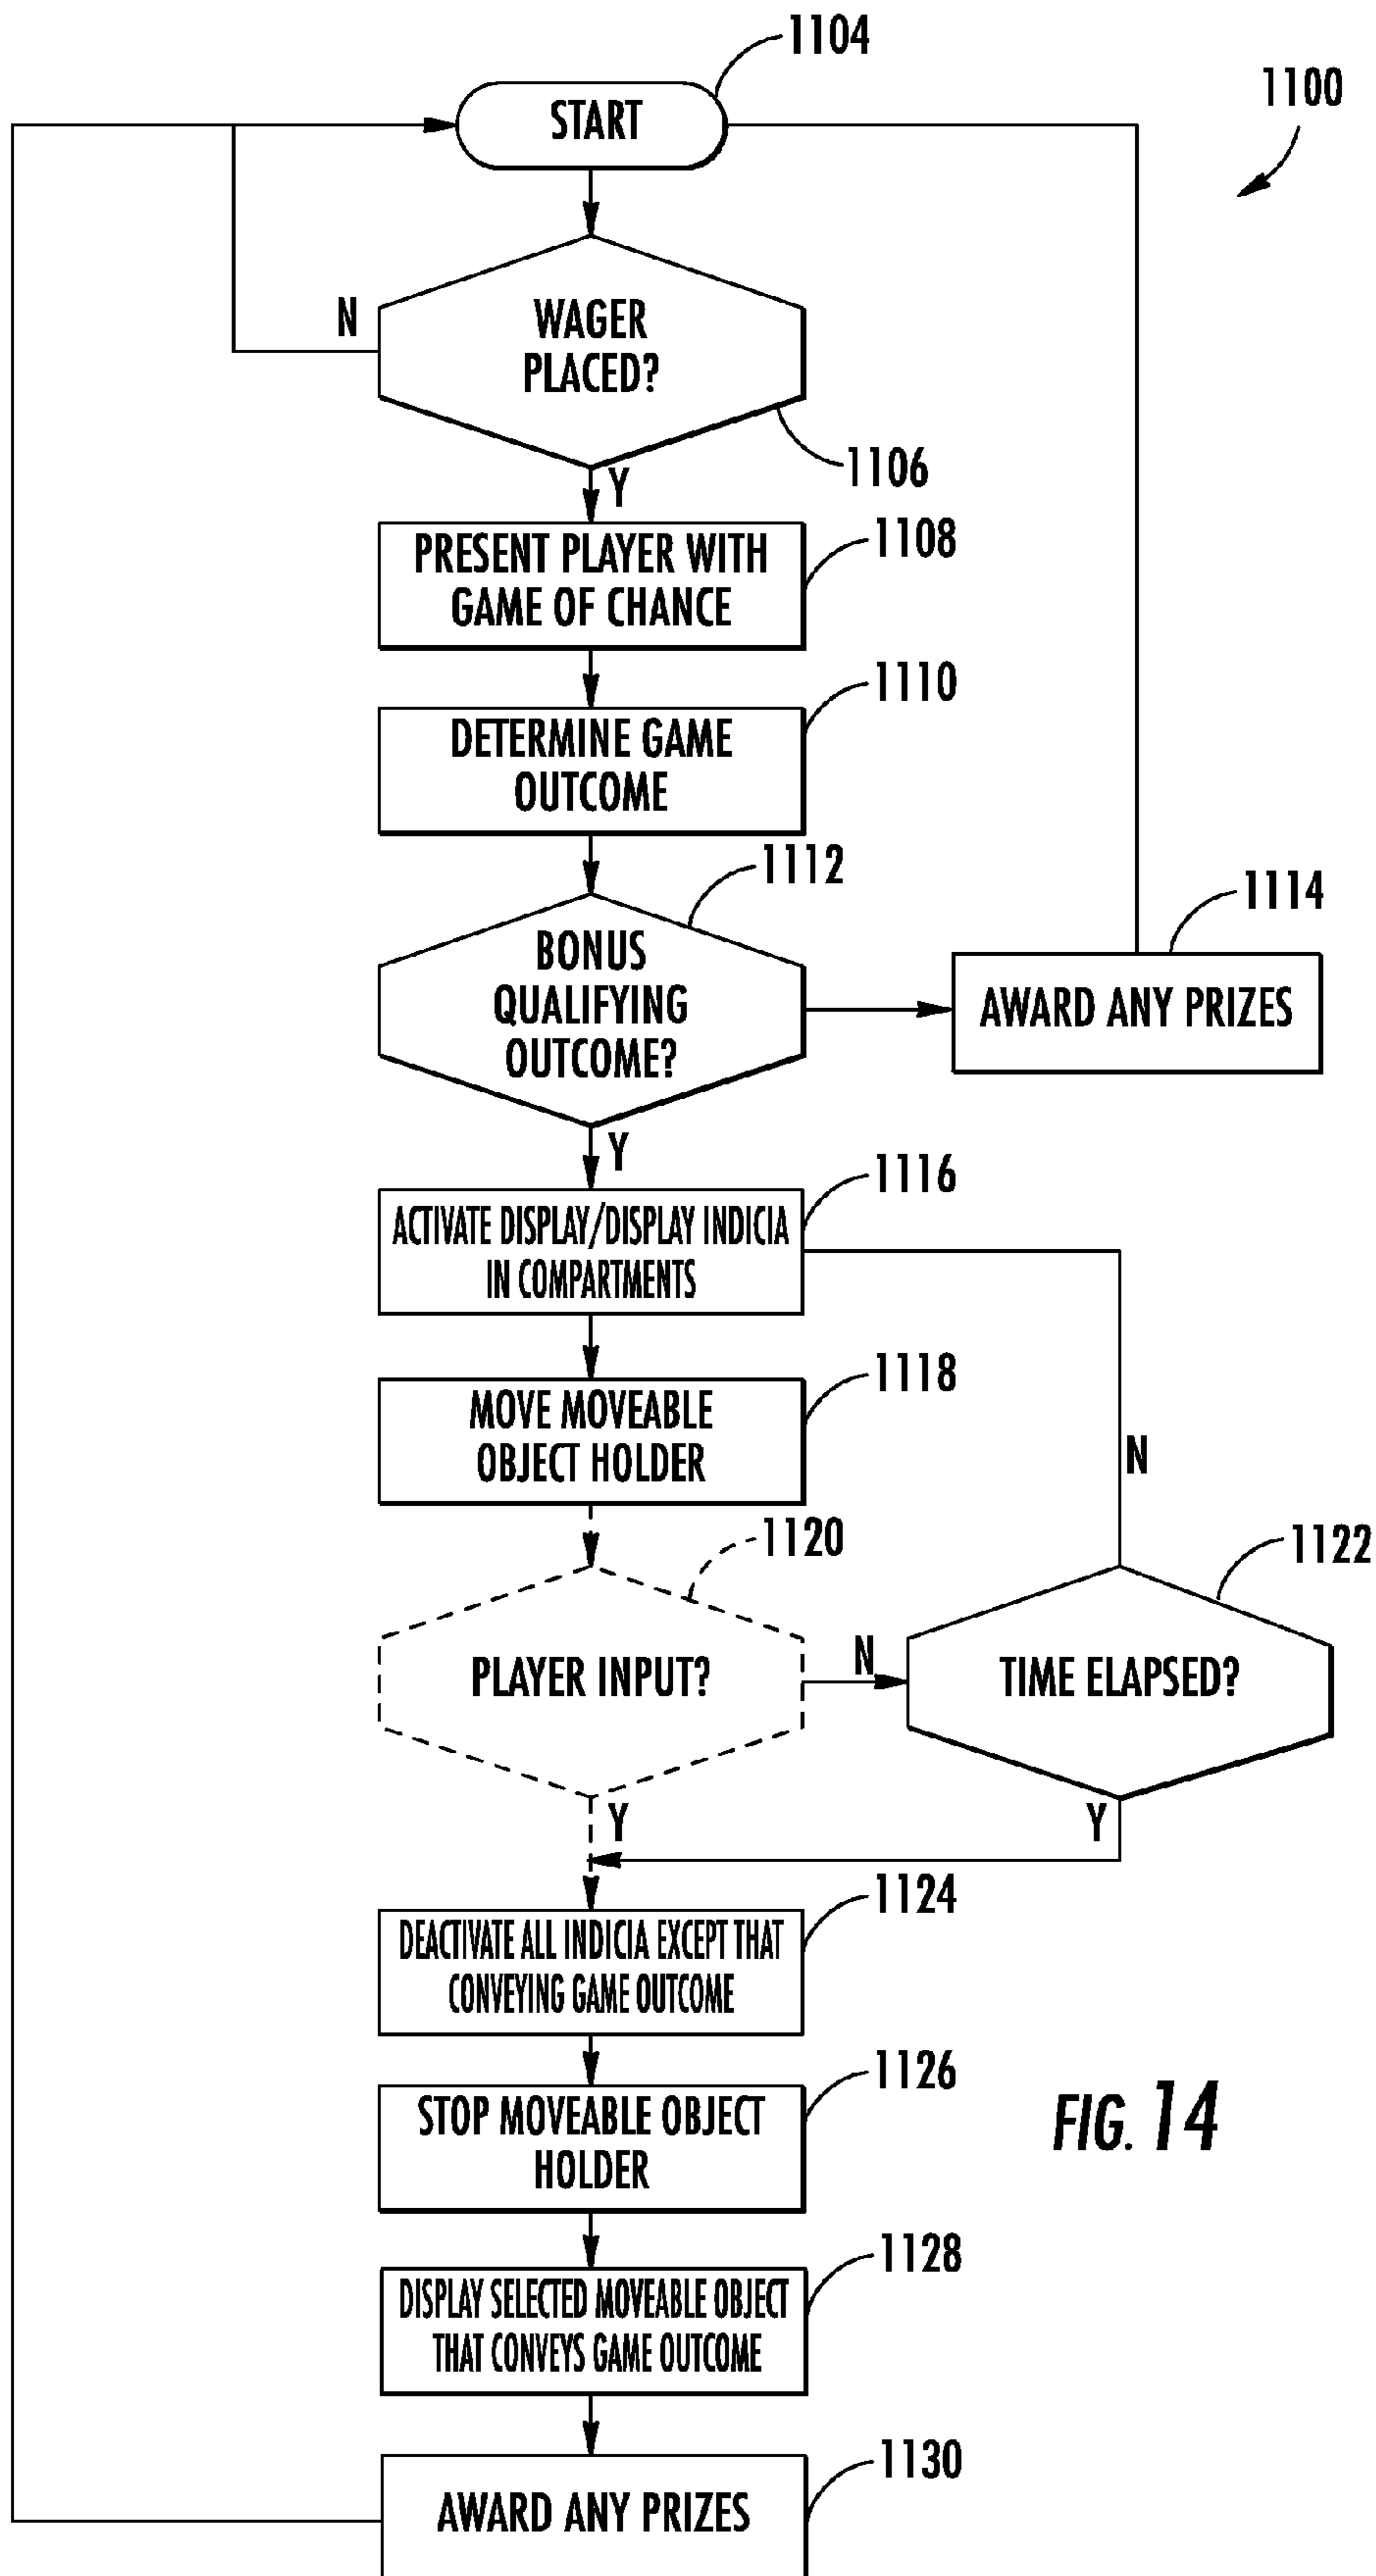 1104
1100
START
N
WAGER
PLACED?
1106
Y
PRESENT PLAYER WITH
GAME OF CHANCE
1108
DETERMINE GAME
OUTCOME
1110
1112
BONUS
QUALIFYING
OUTCOME?
1114
AWARD ANY PRIZES
Y
1116
ACTIVATE DISPLAY/DISPLAY INDICIA
IN COMPARTMENTS
1118
MOVE MOVEABLE
OBJECT HOLDER
N
1120
1122
PLAYER INPUT?
N
TIME ELAPSED?
Y
Y
1124
DEACTIVATE ALL INDICIA EXCEPT THAT
CONVEYING GAME OUTCOME
1126
STOP MOVEABLE OBJECT
HOLDER
FIG. 14
1128
DISPLAY SELECTED MOVEABLE OBJECT
THAT CONVEYS GAME OUTCOME
1130
AWARD ANY PRIZES